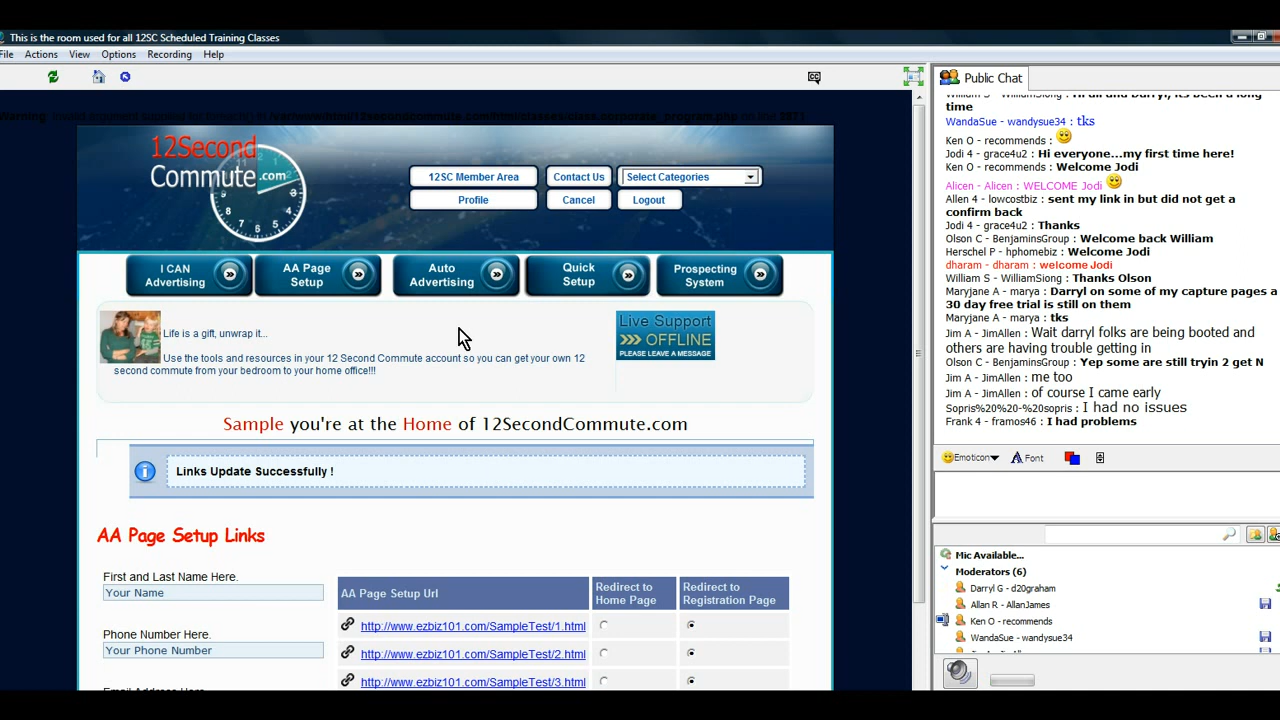 This is the room used for all 12SC Scheduled Training Classes
File Actions View Options Recording Help
12Second
Commute.com
12SC Member Area
Contact Us
Select Categories
Profile
Cancel
Logout
I CAN
Advertising
AA Page
Setup
Auto
Advertising
Quick
Setup
Prospecting
System
Life is a gift, unwrap it...
Use the tools and resources in your 12 Second Commute account so you can get your own 12
second commute from your bedroom to your home office!!!
Live Support
>>> OFFLINE
PLEASE LEAVE A MESSAGE
Sample you're at the Home of 12SecondCommute.com
Links Update Successfully !
AA Page Setup Links
First and Last Name Here.
Your Name
Phone Number Here.
Your Phone Number
AA Page Setup Url
Redirect to
Home Page
Redirect to
Registration Page
http://www.ezbiz101.com/SampleTest/1.html
http://www.ezbiz101.com/SampleTest/2.html
http://www.ezbiz101.com/SampleTest/3.html
Public Chat
time
WandaSue - wandysue34 : tks
Ken O - recommends :
Jodi 4 - grace4u2 : Hi everyone...my first time here!
Ken O - recommends : Welcome Jodi
Alicen - Alicen : WELCOME Jodi
Allen 4 - lowcostbiz : sent my link in but did not get a
confirm back
Jodi 4 - grace4u2 : Thanks
Olson C - BenjaminsGroup : Welcome back William
Herschel P - hphomebiz : Welcome Jodi
dharam - dharam : welcome Jodi
William S - WilliamSiong : Thanks Olson
Maryjane A - marya : Darryl on some of my capture pages a
30 day free trial is still on them
Maryjane A - marya : tks
Jim A - JimAllen : Wait darryl folks are being booted and
others are having trouble getting in
Olson C - BenjaminsGroup : Yep some are still tryin 2 get N
Jim A - JimAllen : me too
Jim A - JimAllen : of course I came early
Sopris%20%20-%20sopris : I had no issues
Frank 4 - framos46 : I had problems
Emoticon
Font
Mic Available...
Moderators (6)
Darryl G - d20graham
Allan R - AllanJames
Ken O - recommends
WandaSue - wandysue34